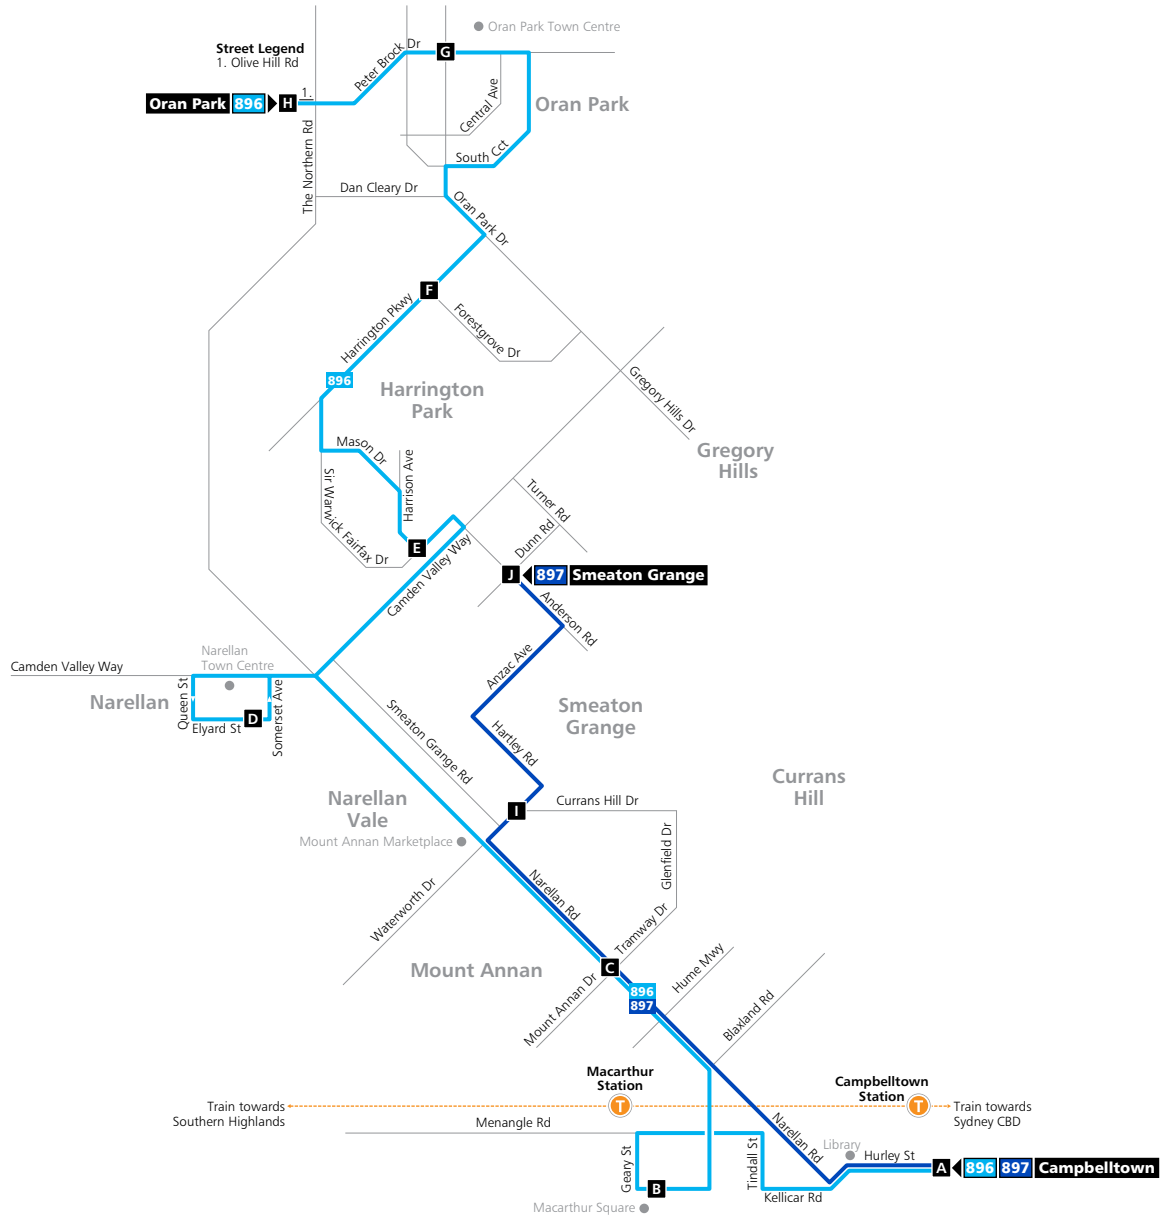 Oran Park Town Centre
Street Legend
1. Olive Hill Rd
Peter Brock Dr
G
Oran Park 896
H
1.
Oran Park
Central Ave
The Northern Rd
South Cct
Dan Cleary Dr
Oran Park Dr
F
Harrington Pkwy
Forestgrove Dr
896
Harrington
Park
Gregory Hills Dr
Gregory
Hills
Mason Dr
Harrison Ave
Sir Warwick Fairfax Dr
Turner Rd
Dunn Rd
E
Camden Valley Way
J
897 Smeaton Grange
Anderson Rd
Anzac Ave
Narellan
Town Centre
Camden Valley Way
Narellan
Queen St
Elyard St
D
Somerset Ave
Smeaton Grange Rd
Smeaton
Grange
Hartley Rd
Currans
Hill
Narellan
Vale
I
Currans Hill Dr
Mount Annan Marketplace
Glenfield Dr
Waterworth Dr
Narellan Rd
Tramway Dr
Mount Annan
C
Mount Annan Dr
Hume Mwy
896
897
Blaxland Rd
Macarthur
Station
T
Campbelltown
Station
T
Train towards
Southern Highlands
Train towards
Sydney CBD
Menangle Rd
Narellan Rd
Library
Hurley St
A
896 897 Campbelltown
Geary St
B
Tindall St
Kellicar Rd
Macarthur Square